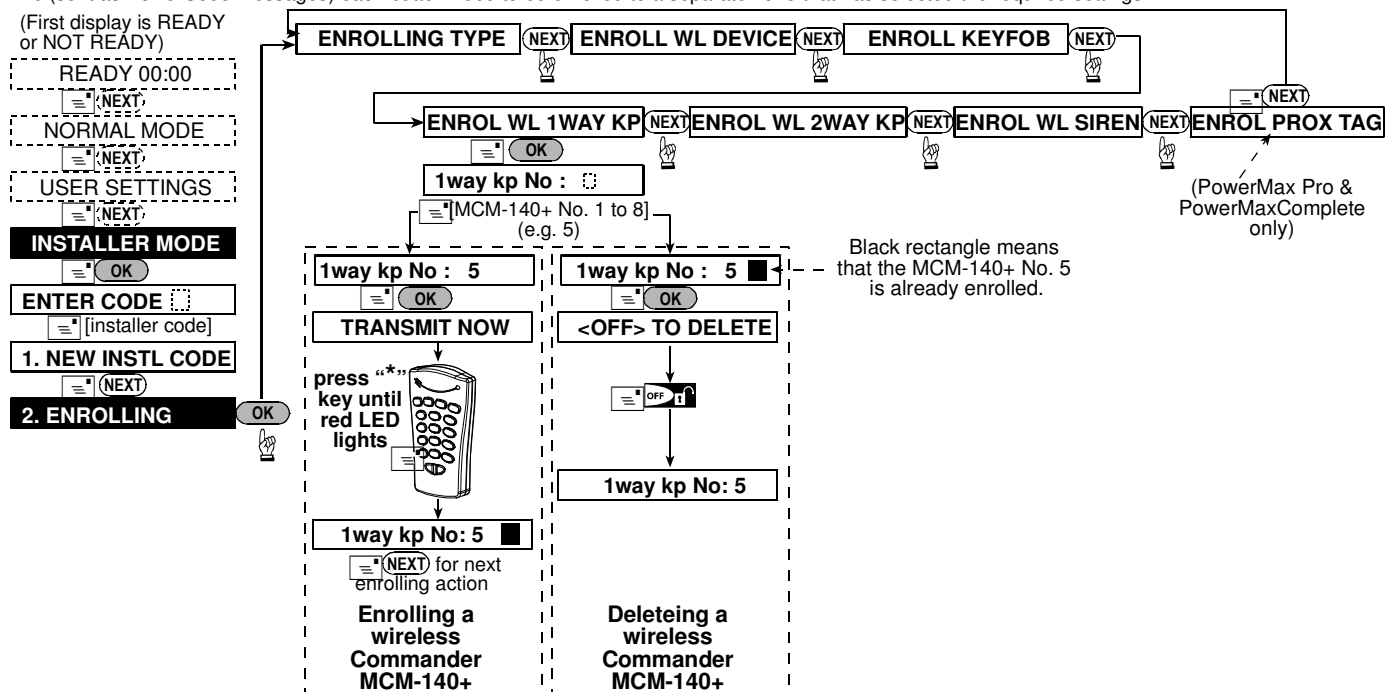 (First display is READY
or NOT READY)
READY 00:00
NEXT
NORMAL MODE
NEXT
USER SETTINGS
NEXT
INSTALLER MODE
OK
ENTER CODE
[installer code]
1. NEW INSTL CODE
NEXT
2. ENROLLING
OK
ENROLLING TYPE NEXT ENROLL WL DEVICE NEXT ENROLL KEYFOB NEXT
NEXT
ENROL WL 1WAY KP NEXT ENROL WL 2WAY KP NEXT ENROL WL SIREN NEXT ENROL PROX TAG
(PowerMax Pro &
PowerMaxComplete
only)
OK
1way kp No :
[MCM-140+ No. 1 to 8]
(e.g. 5)
1way kp No : 5
OK
TRANSMIT NOW
press “*”
key until
red LED
lights
1way kp No: 5
NEXT for next
enrolling action
Enrolling a
wireless
Commander
MCM-140+
1way kp No : 5
OK
<OFF> TO DELETE
OFF
1way kp No: 5
Deleteing a
wireless
Commander
MCM-140+
Black rectangle means
that the MCM-140+ No. 5
is already enrolled.